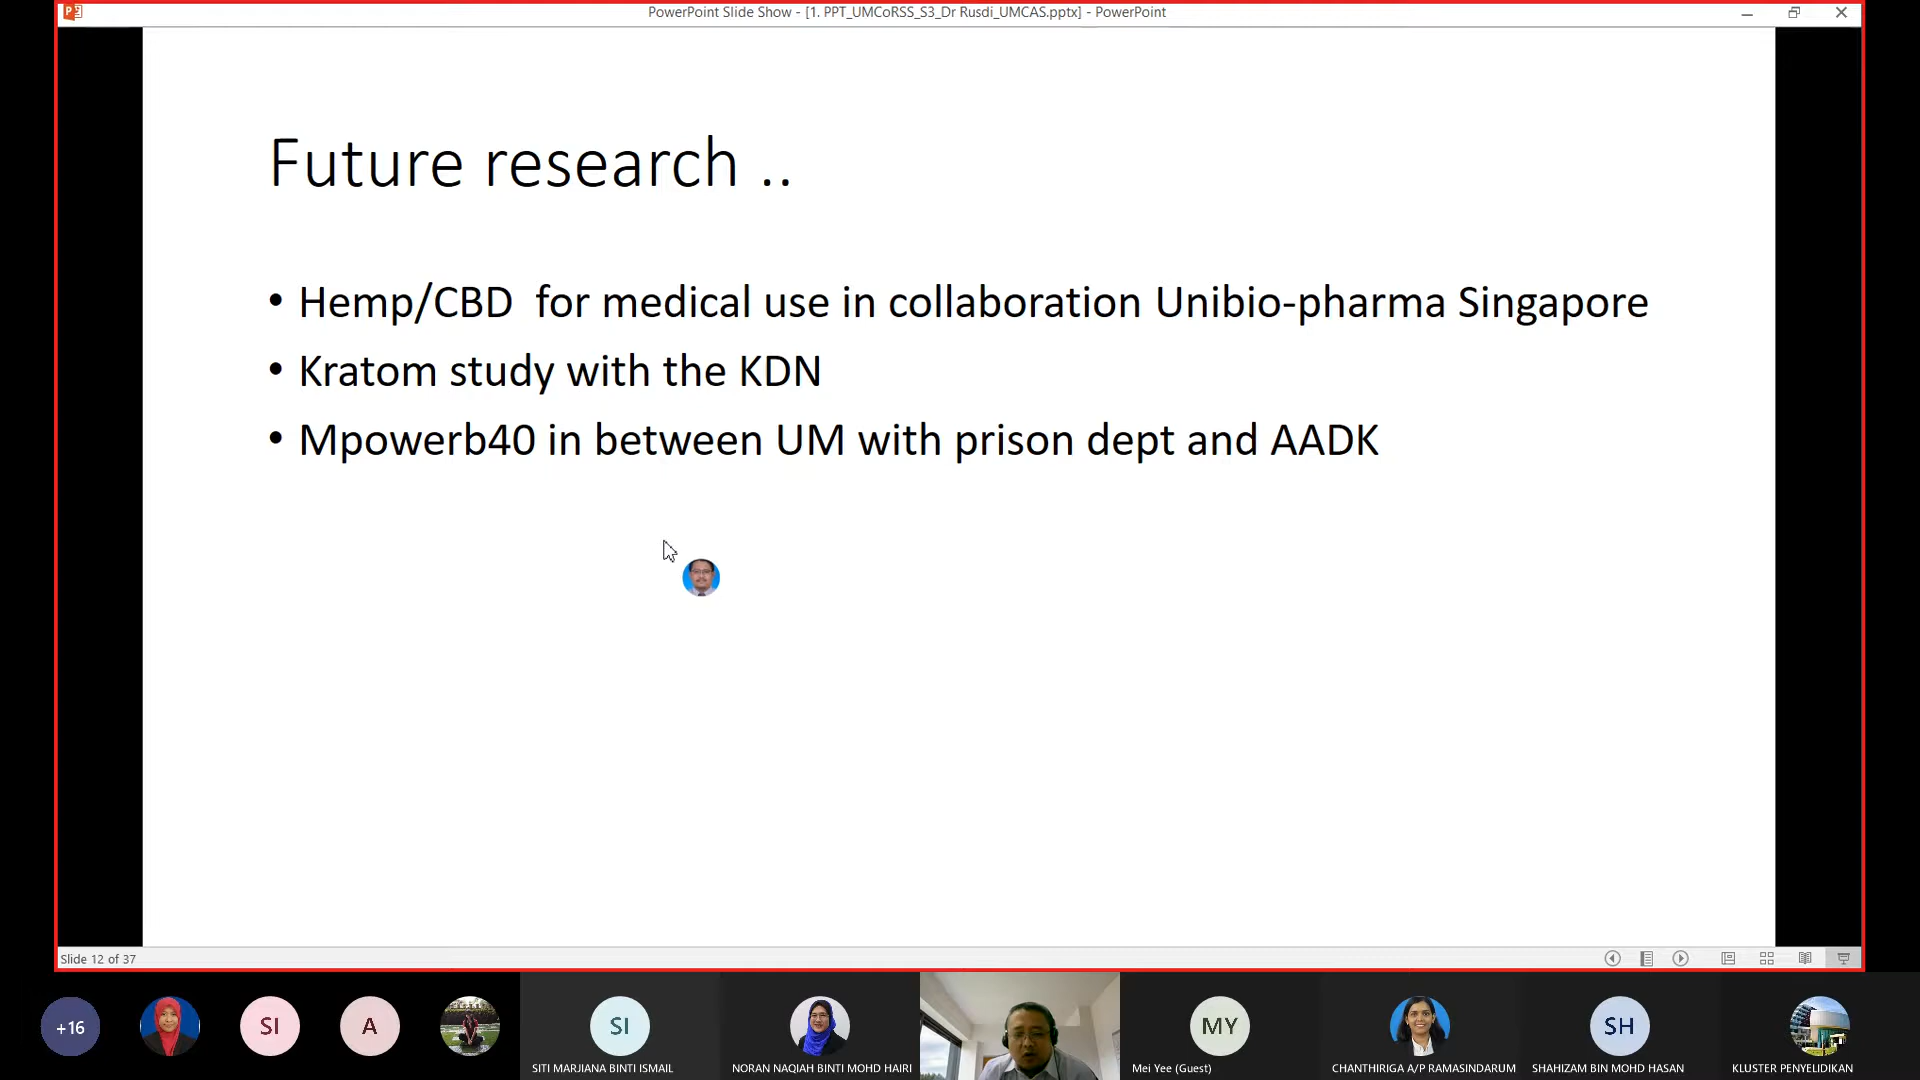 PowerPoint Slide Show - [1. PPT_UMCoRSS_S3_Dr Rusdi_UMCAS.pptx] - PowerPoint
Future research ..
• Hemp/CBD for medical use in collaboration Unibio-pharma Singapore
• Kratom study with the KDN
• Mpowerb40 in between UM with prison dept and AADK
Slide 12 of 37
+16
SI
A
SI
MY
SH
SITI MARJIANA BINTI ISMAIL
NORAN NAQIAH BINTI MOHD HAIRI
Mei Yee (Guest)
CHANTHIRIGA A/P RAMASINDARUM
SHAHIZAM BIN MOHD HASAN
KLUSTER PENYELIDIKAN